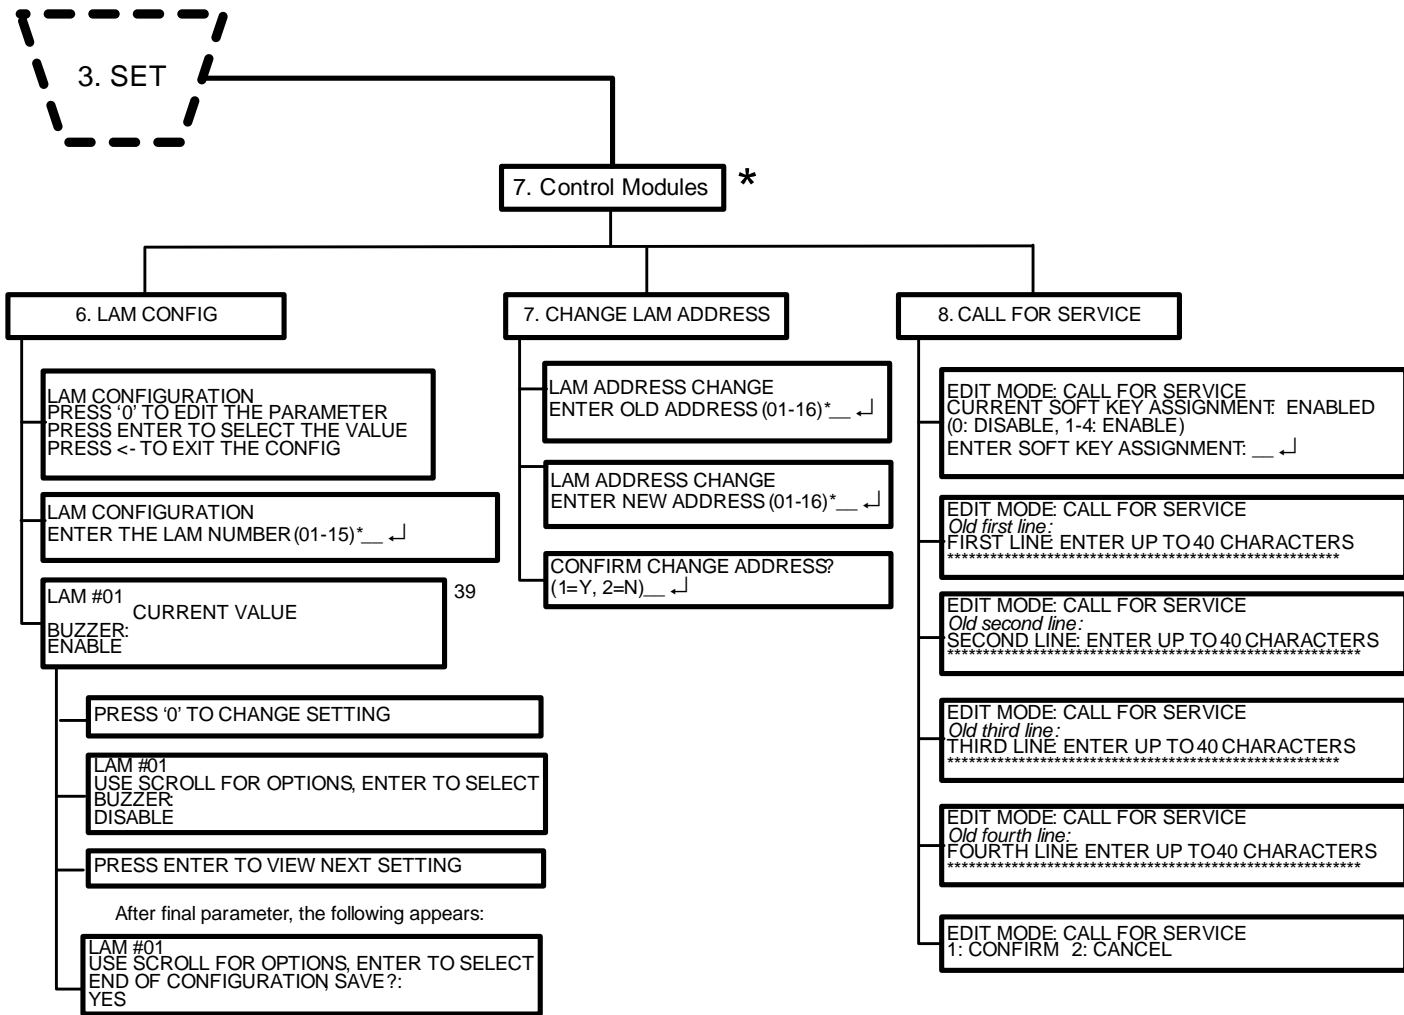 3. SET
7. Control Modules *
6. LAM CONFIG
LAM CONFIGURATION
PRESS ‘0’ TO EDIT THE PARAMETER
PRESS ENTER TO SELECT THE VALUE
PRESS <- TO EXIT THE CONFIG
LAM CONFIGURATION
ENTER THE LAM NUMBER (01-15)*__ ↵
LAM #01
CURRENT VALUE
BUZZER:
ENABLE
39
PRESS ‘0’ TO CHANGE SETTING
LAM #01
USE SCROLL FOR OPTIONS, ENTER TO SELECT
BUZZER:
DISABLE
PRESS ENTER TO VIEW NEXT SETTING
After final parameter, the following appears:
LAM #01
USE SCROLL FOR OPTIONS, ENTER TO SELECT
END OF CONFIGURATION, SAVE?:
YES
7. CHANGE LAM ADDRESS
LAM ADDRESS CHANGE
ENTER OLD ADDRESS (01-16)*__ ↵
LAM ADDRESS CHANGE
ENTER NEW ADDRESS (01-16)*__ ↵
CONFIRM CHANGE ADDRESS?
(1=Y, 2=N)__ ↵
8. CALL FOR SERVICE
EDIT MODE: CALL FOR SERVICE
CURRENT SOFT KEY ASSIGNMENT: ENABLED
(0: DISABLE, 1-4: ENABLE)
ENTER SOFT KEY ASSIGNMENT: __ ↵
EDIT MODE: CALL FOR SERVICE
Old first line:
FIRST LINE: ENTER UP TO 40 CHARACTERS
*******************************************************
EDIT MODE: CALL FOR SERVICE
Old second line:
SECOND LINE: ENTER UP TO 40 CHARACTERS
**********************************************************
EDIT MODE: CALL FOR SERVICE
Old third line:
THIRD LINE: ENTER UP TO 40 CHARACTERS
*******************************************************
EDIT MODE: CALL FOR SERVICE
Old fourth line:
FOURTH LINE: ENTER UP TO 40 CHARACTERS
**********************************************************
EDIT MODE: CALL FOR SERVICE
1: CONFIRM 2: CANCEL